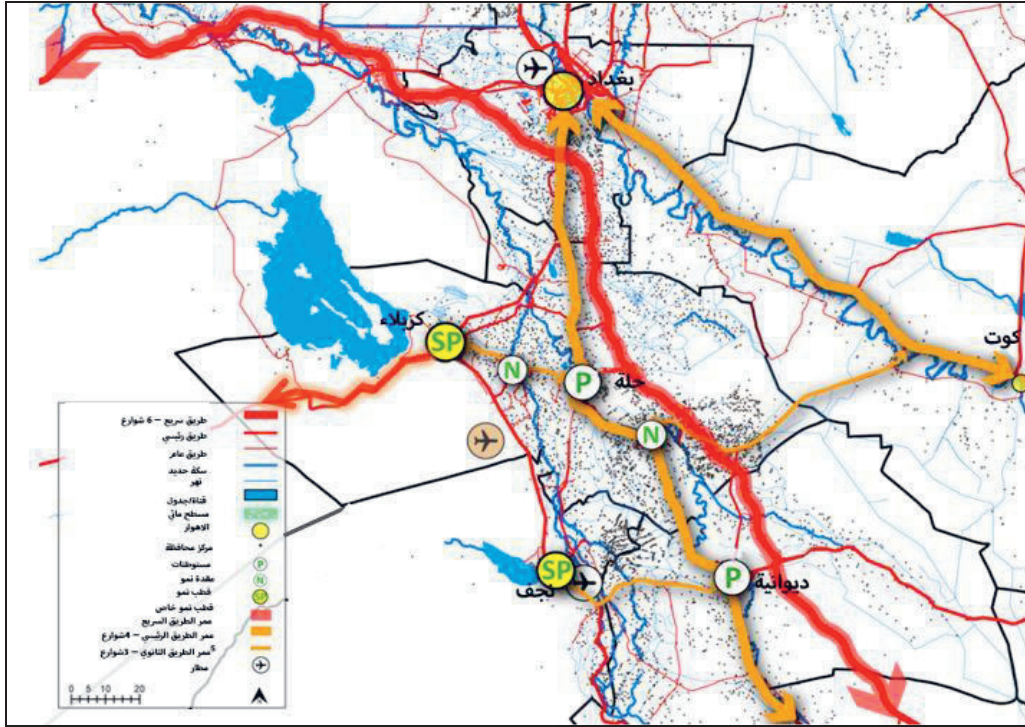 بغداد
كربلاء
SP
N
P
حلة
كوت
N
SP
نجف
P
ديوانية
طريق سريع – 6 شوارع
طريق رئيسي
طريق عام
سكة حديد
نهر
قناة/جدول
مسطح مائي
الاهوار
مركز محافظة
مستوطنات
P
عقدة نمو
N
قطب نمو
SP
قطب نمو خاص
ممر الطريق السريع
ممر الطريق الرئيسي – 4شوارع
ممر الطريق الثانوي – 3شوارع
مطار
0 5 10 20